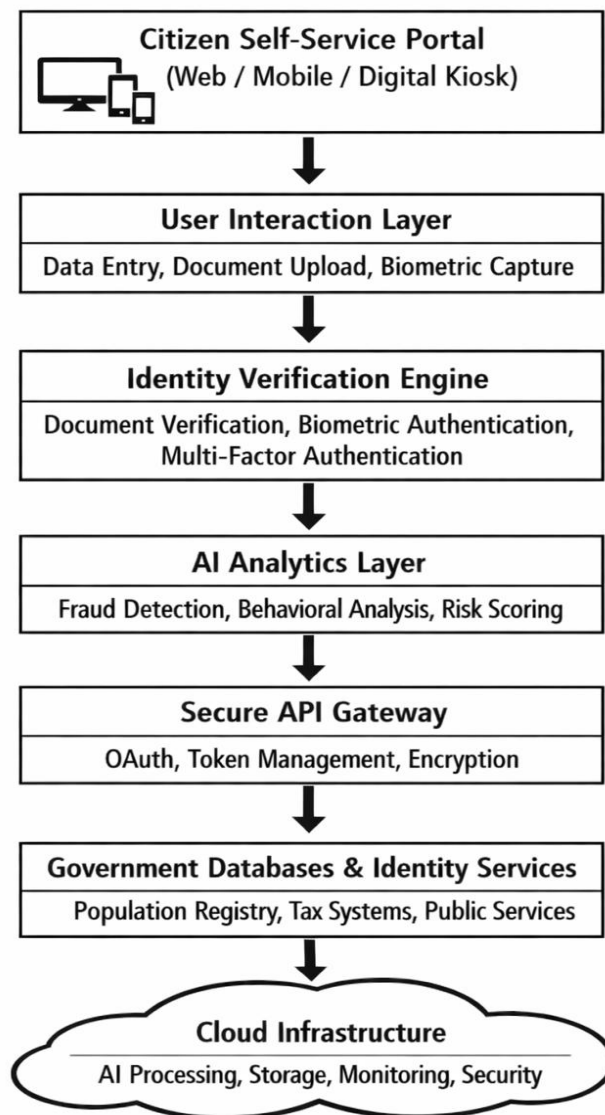 Citizen Self-Service Portal
(Web / Mobile / Digital Kiosk)
User Interaction Layer
Data Entry, Document Upload, Biometric Capture
Identity Verification Engine
Document Verification, Biometric Authentication,
Multi-Factor Authentication
AI Analytics Layer
Fraud Detection, Behavioral Analysis, Risk Scoring
Secure API Gateway
OAuth, Token Management, Encryption
Government Databases & Identity Services
Population Registry, Tax Systems, Public Services
Cloud Infrastructure
AI Processing, Storage, Monitoring, Security